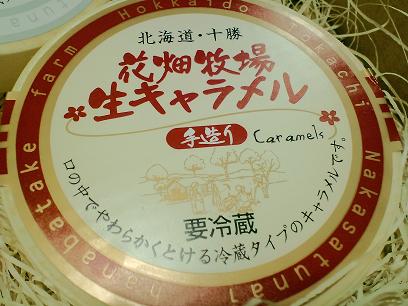 北海道・十勝
花畑牧場
生キャラメル
手造り Caramels
要冷蔵
口の中でやわらかくとける冷蔵タイプのキャラメルです。
hanabatake farm Hokkaido Tokachi Nakasatunai